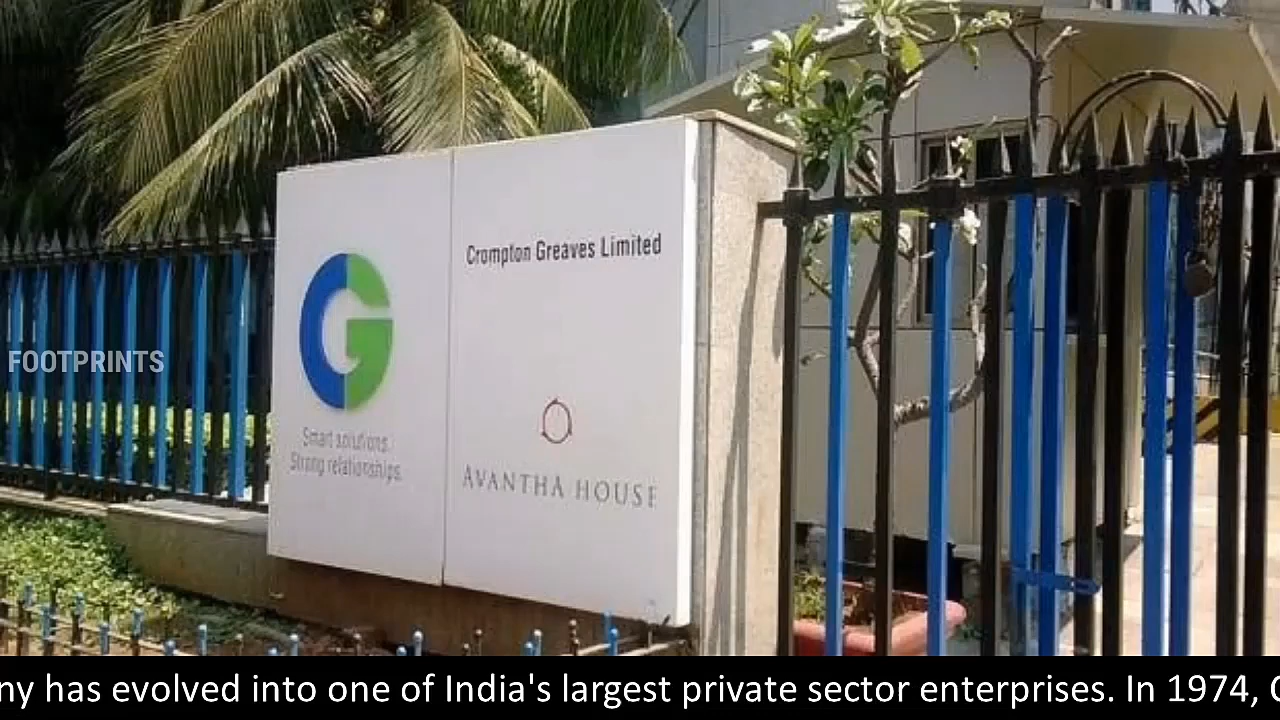 Crompton Greaves Limited
FOOTPRINTS
Smart solutions.
Strong relationships.
AVANTHA HOUSE
has evolved into one of India's largest private sector enterprises. In 1974,